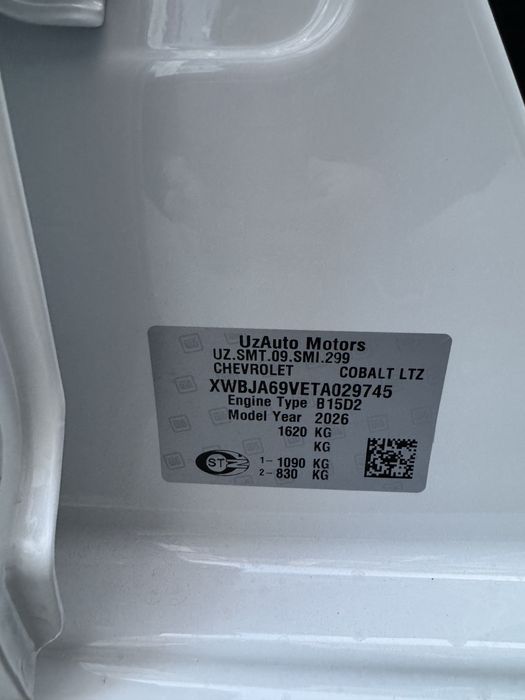 UzAuto Motors
UZ.SMT.09.SMI.299
CHEVROLET COBALT LTZ
XWBJA69VETA029745
Engine Type B15D2
Model Year 2026
1620 KG
KG
ST 1- 1090 KG
2- 830 KG